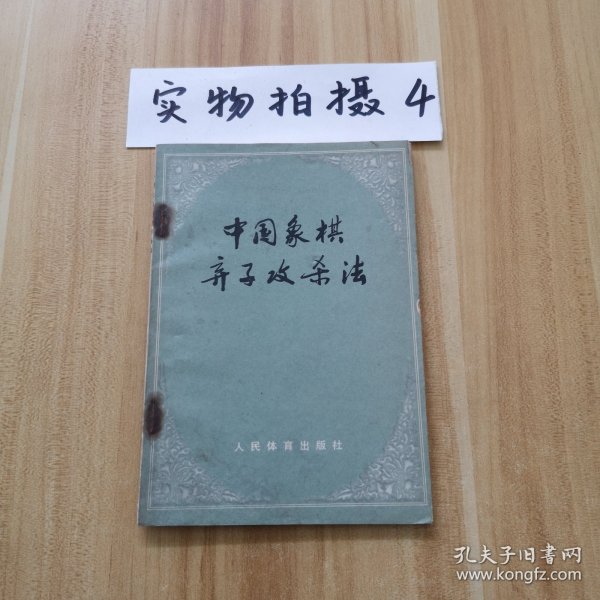 实物拍摄4
中国象棋
弃子攻杀法
人民体育出版社
孔夫子旧书网
www.kongfz.com